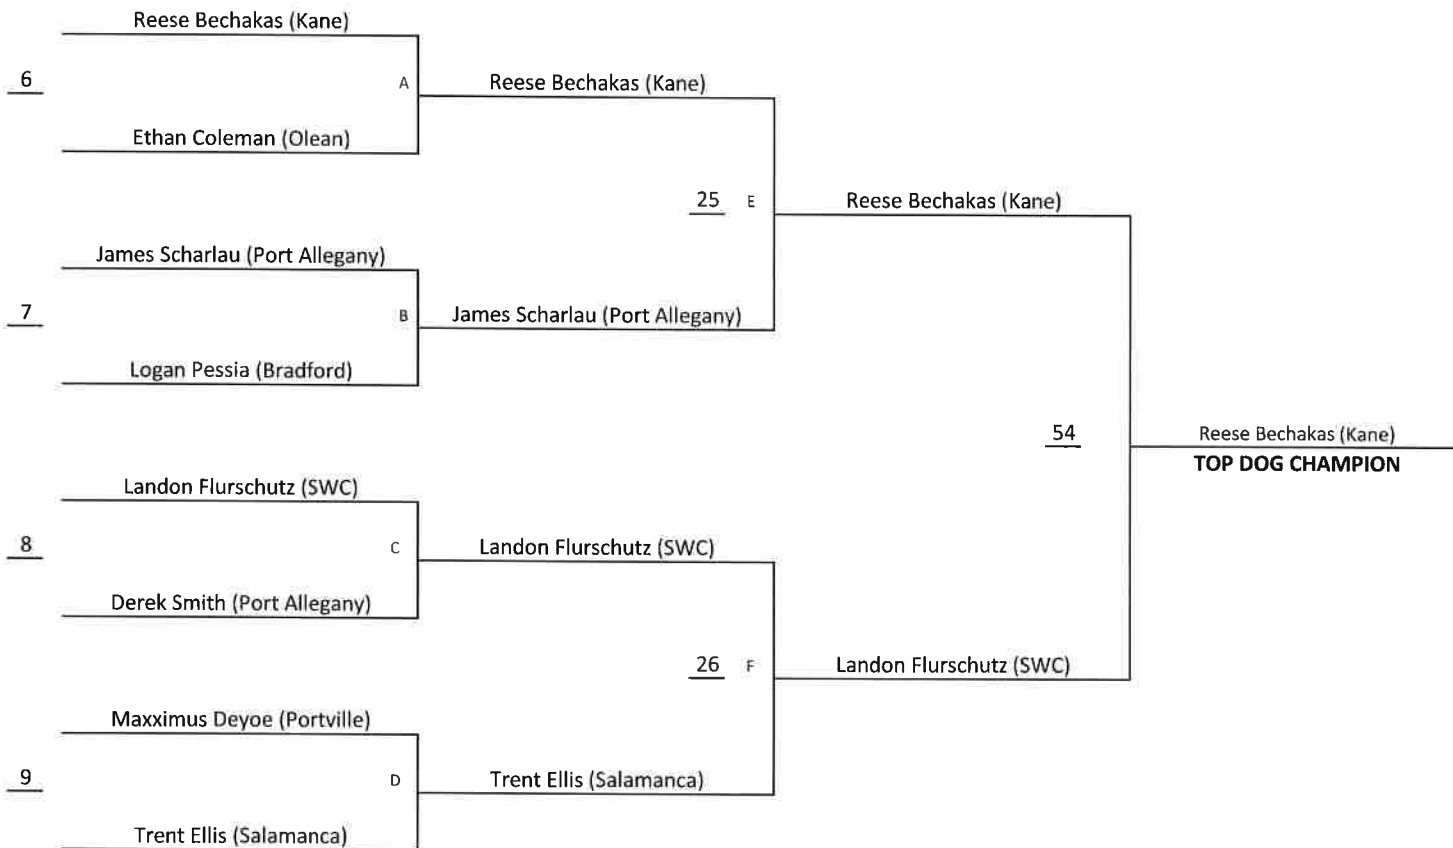 Reese Bechakas (Kane)
6
A
Reese Bechakas (Kane)
Ethan Coleman (Olean)
25
E
Reese Bechakas (Kane)
James Scharlau (Port Allegany)
7
B
James Scharlau (Port Allegany)
Logan Pessia (Bradford)
54
Reese Bechakas (Kane)
TOP DOG CHAMPION
Landon Flurschutz (SWC)
8
C
Landon Flurschutz (SWC)
Derek Smith (Port Allegany)
26
F
Landon Flurschutz (SWC)
Maxximus Deyoe (Portville)
9
D
Trent Ellis (Salamanca)
Trent Ellis (Salamanca)